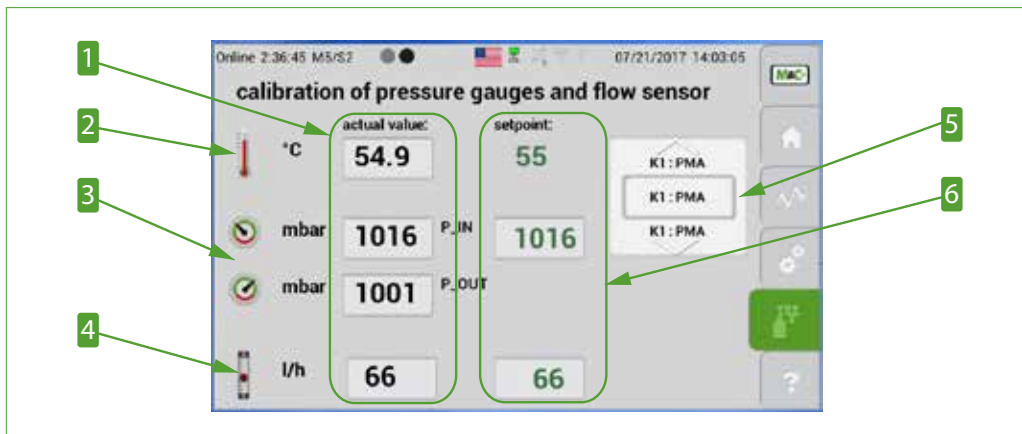 Online 2:36:45 M5/S2 07/21/2017 14:03:05
M&C
calibration of pressure gauges and flow sensor
actual value: setpoint:
°C 54.9 55
K1 : PMA
K1 : PMA
K1 : PMA
mbar 1016 P_IN 1016
mbar 1001 P_OUT
l/h 66 66
?
1
2
3
4
5
6